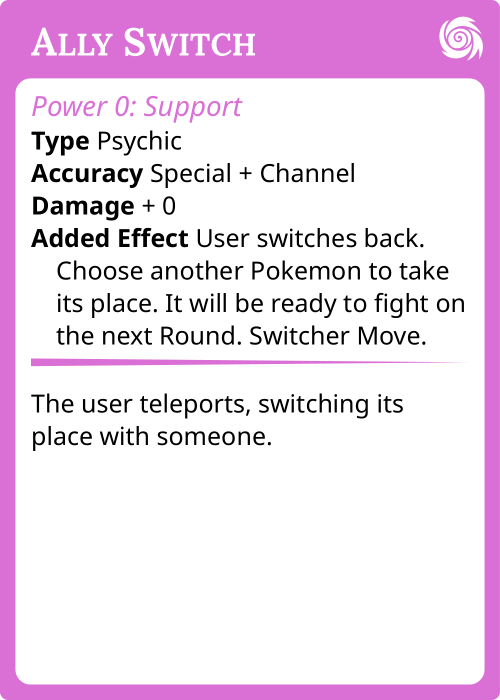 Ally Switch
Power 0: Support
Type Psychic
Accuracy Special + Channel
Damage + 0
Added Effect User switches back.
Choose another Pokemon to take
its place. It will be ready to fight on
the next Round. Switcher Move.
The user teleports, switching its
place with someone.